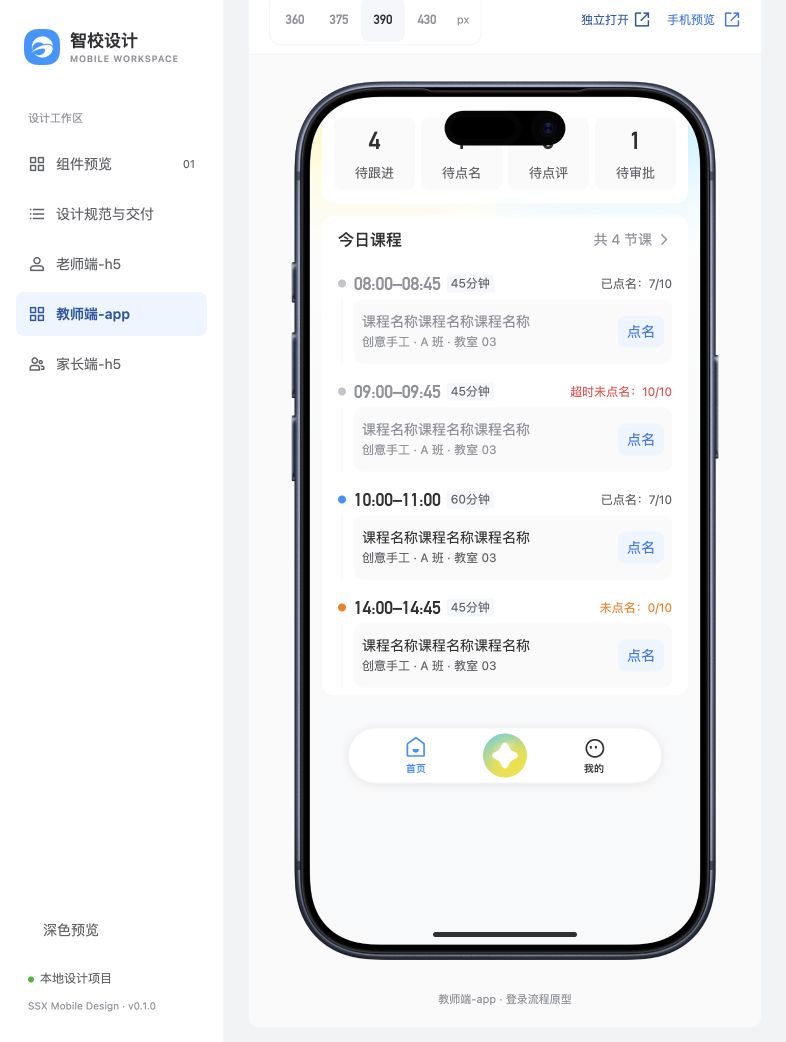 智校设计
MOBILE WORKSPACE
设计工作区
组件预览 01
设计规范与交付
老师端-h5
教师端-app
家长端-h5
深色预览
本地设计项目
SSX Mobile Design · v0.1.0
360 375 390 430 px
独立打开 手机预览
4 1
待跟进 待点名 待点评 待审批
今日课程 共 4 节课
08:00–08:45 45分钟 已点名：7/10
课程名称课程名称课程名称
创意手工 · A 班 · 教室 03
点名
09:00–09:45 45分钟 超时未点名：10/10
课程名称课程名称课程名称
创意手工 · A 班 · 教室 03
点名
10:00–11:00 60分钟 已点名：7/10
课程名称课程名称课程名称
创意手工 · A 班 · 教室 03
点名
14:00–14:45 45分钟 未点名：0/10
课程名称课程名称课程名称
创意手工 · A 班 · 教室 03
点名
首页 我的
教师端-app · 登录流程原型